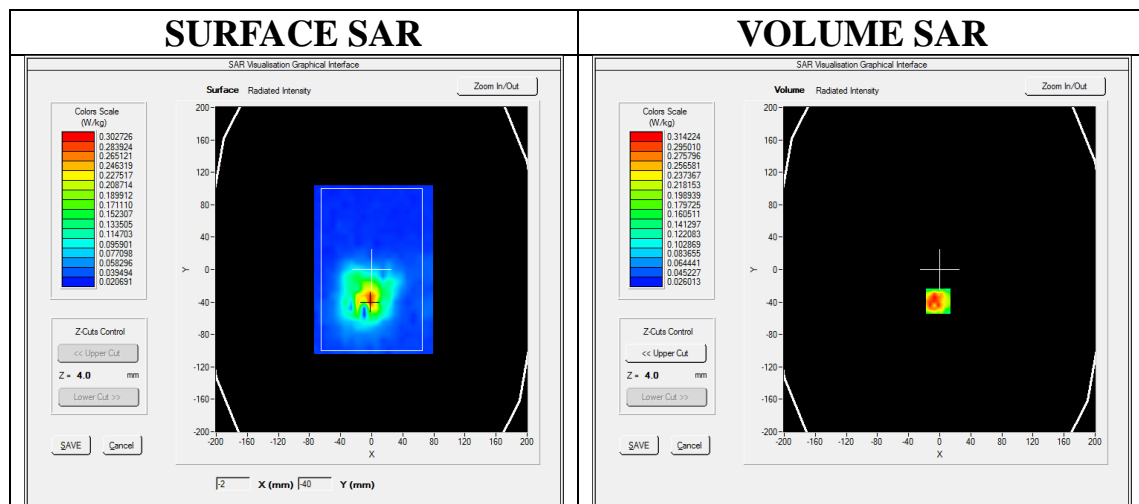 SURFACE SAR
SAR Visualisation Graphical Interface
Surface Radiated Intensity
Zoom In/Out
Colors Scale
(W/kg)
0.302726
0.283924
0.265121
0.246319
0.227517
0.208714
0.189912
0.171110
0.152307
0.133505
0.114703
0.095901
0.077098
0.058296
0.039494
0.020691
200
160
120
80
40
0
-40
-80
-120
-160
-200
Y
-200 -160 -120 -80 -40 0 40 80 120 160 200
X
Z-Cuts Control
<< Upper Cut
Z = 4.0 mm
Lower Cut >>
SAVE Cancel
-2 X (mm) -40 Y (mm)
VOLUME SAR
SAR Visualisation Graphical Interface
Volume Radiated Intensity
Zoom In/Out
Colors Scale
(W/kg)
0.314224
0.295010
0.275796
0.256581
0.237367
0.218153
0.198939
0.179725
0.160511
0.141297
0.122083
0.102869
0.083655
0.064441
0.045227
0.026013
200
160
120
80
40
0
-40
-80
-120
-160
-200
Y
-200 -160 -120 -80 -40 0 40 80 120 160 200
X
Z-Cuts Control
<< Upper Cut
Z = 4.0 mm
Lower Cut >>
SAVE Cancel